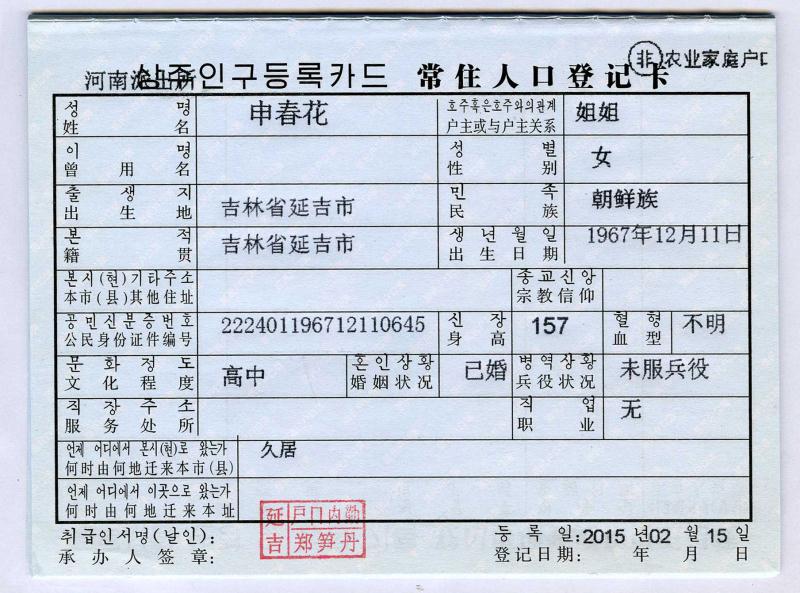 河南派出所 상주인구등록카드 常住人口登记卡 非农业家庭户口
성 명 申春花 호주혹은호주와의관계 姐姐
姓 名 户主或与户主关系
이 명 성 별 女
曾 用 名 性 别
출 생 지 吉林省延吉市 민 족 朝鲜族
出 生 地 民 族
본 적 吉林省延吉市 생 년 월 일 1967年12月11日
籍 贯 出 生 日 期
본시(현)기타주소 종교신앙
本市(县)其他住址 宗教信仰
공민신분증번호 222401196712110645 신 장 157 혈 형 不明
公民身份证件编号 身 高 血 型
문 화 정 도 高中 혼인상황 已婚 병역상황 未服兵役
文 化 程 度 婚姻状况 兵役状况
직 장 주 소 직 업 无
服 务 处 所 职 业
언제 어디에서 본시(현)로 왔는가 久居
何时由何地迁来本市(县)
언제 어디에서 이곳으로 왔는가
何时由何地迁来本址
취급인서명(날인): 延吉 户口内勤 郑笋丹 등 록 일:2015 년02 월 15 일
承 办 人 签 章: 登记日期: 年 月 日